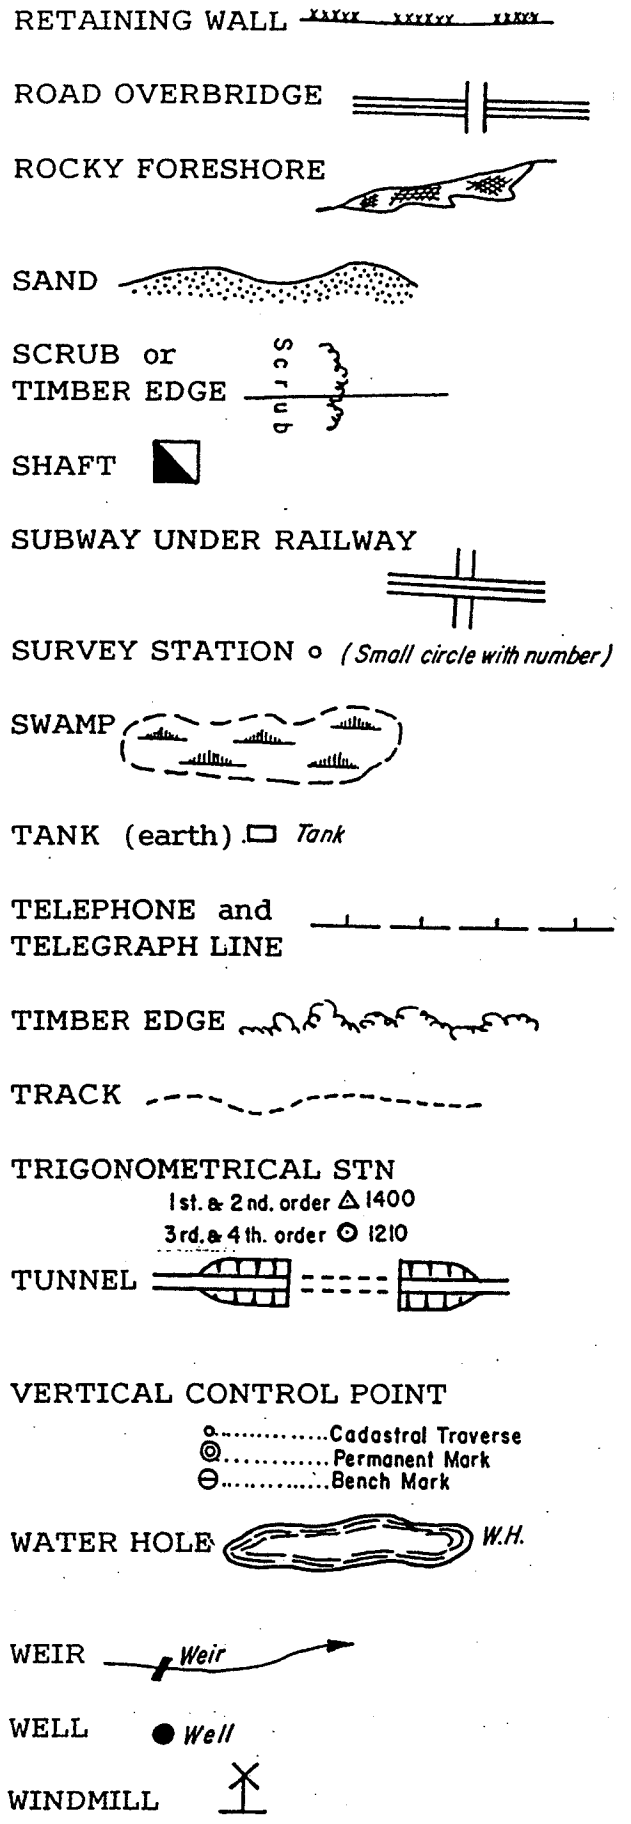 RETAINING WALL
ROAD OVERBRIDGE
ROCKY FORESHORE
SAND
SCRUB or
TIMBER EDGE
Scrub
SHAFT
SUBWAY UNDER RAILWAY
SURVEY STATION (Small circle with number)
SWAMP
TANK (earth). Tank
TELEPHONE and
TELEGRAPH LINE
TIMBER EDGE
TRACK
TRIGONOMETRICAL STN
1st. & 2nd. order 1400
3rd. & 4th. order 1210
TUNNEL
VERTICAL CONTROL POINT
Cadastral Traverse
Permanent Mark
Bench Mark
WATER HOLE W.H.
WEIR Weir
WELL Well
WINDMILL